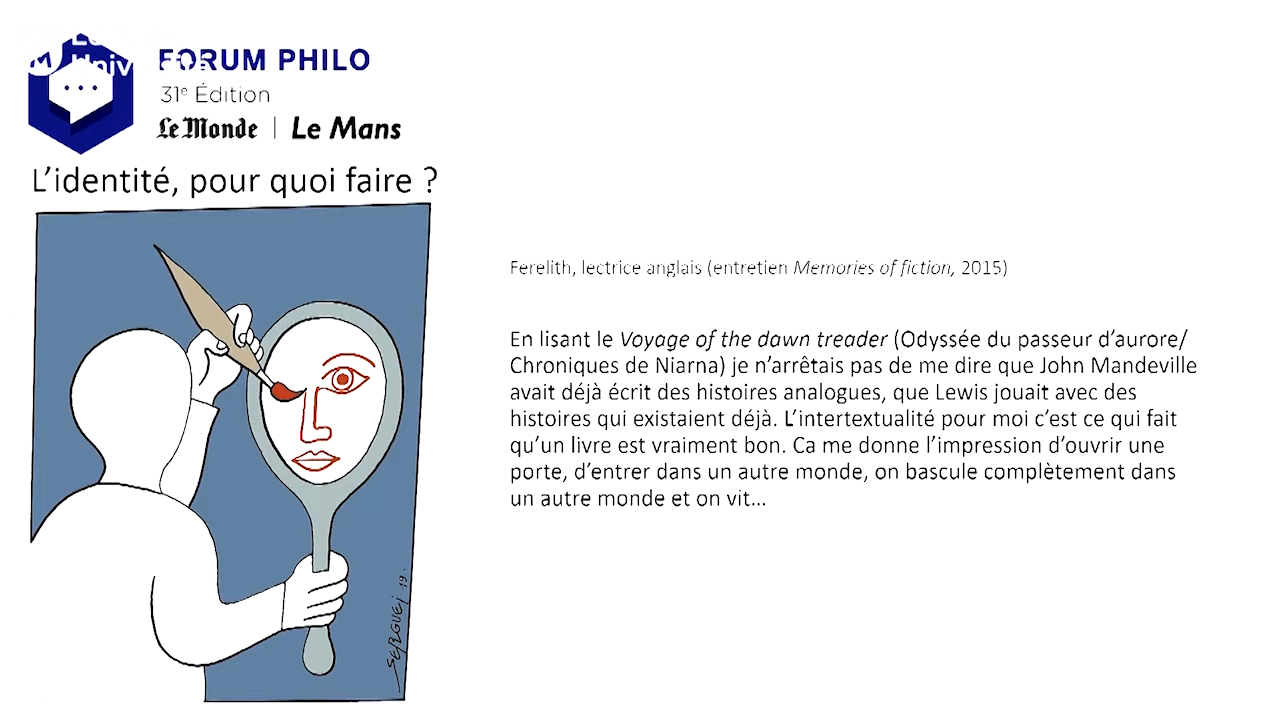 FORUM PHILO
31e Édition
Le Monde | Le Mans
L’identité, pour quoi faire ?
SERGUEI 19.
Ferelith, lectrice anglais (entretien Memories of fiction, 2015)
En lisant le Voyage of the dawn treader (Odyssée du passeur d’aurore/
Chroniques de Niarna) je n’arrêtais pas de me dire que John Mandeville
avait déjà écrit des histoires analogues, que Lewis jouait avec des
histoires qui existaient déjà. L’intertextualité pour moi c’est ce qui fait
qu’un livre est vraiment bon. Ca me donne l’impression d’ouvrir une
porte, d’entrer dans un autre monde, on bascule complètement dans
un autre monde et on vit...